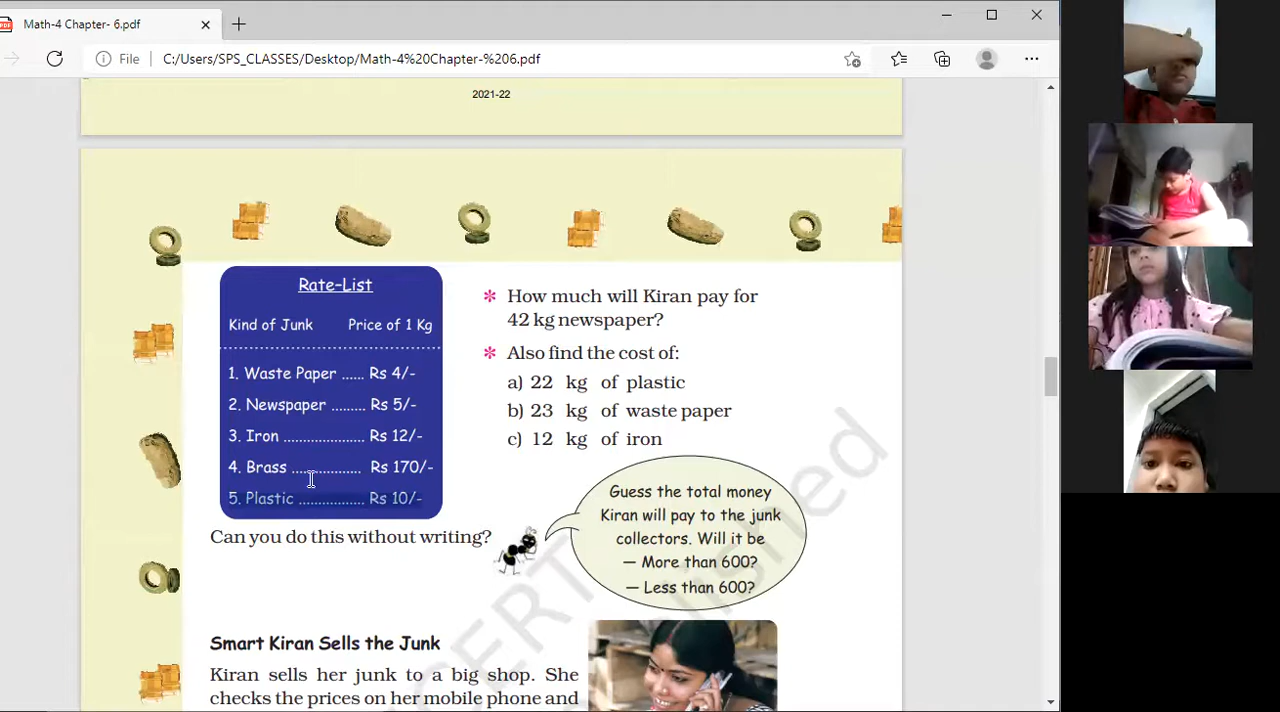 Math-4 Chapter- 6.pdf
File C:/Users/SPS_CLASSES/Desktop/Math-4%20Chapter-%206.pdf
2021-22
Rate-List
Kind of Junk Price of 1 Kg
1. Waste Paper ...... Rs 4/-
2. Newspaper ......... Rs 5/-
3. Iron ..................... Rs 12/-
4. Brass .................. Rs 170/-
5. Plastic ................. Rs 10/-
Can you do this without writing?
* How much will Kiran pay for
42 kg newspaper?
* Also find the cost of:
a) 22 kg of plastic
b) 23 kg of waste paper
c) 12 kg of iron
Guess the total money
Kiran will pay to the junk
collectors. Will it be
— More than 600?
— Less than 600?
Smart Kiran Sells the Junk
Kiran sells her junk to a big shop. She
checks the prices on her mobile phone and